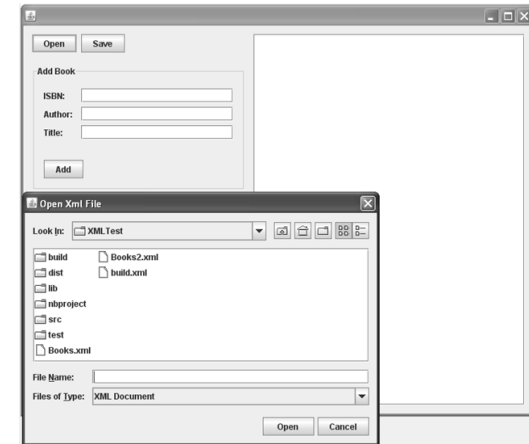 Open Save
Add Book
ISBN:
Author:
Title:
Add
Open Xml File
Look In: XMLTest
build Books2.xml
dist build.xml
lib
nbproject
src
test
Books.xml
File Name:
Files of Type: XML Document
Open Cancel